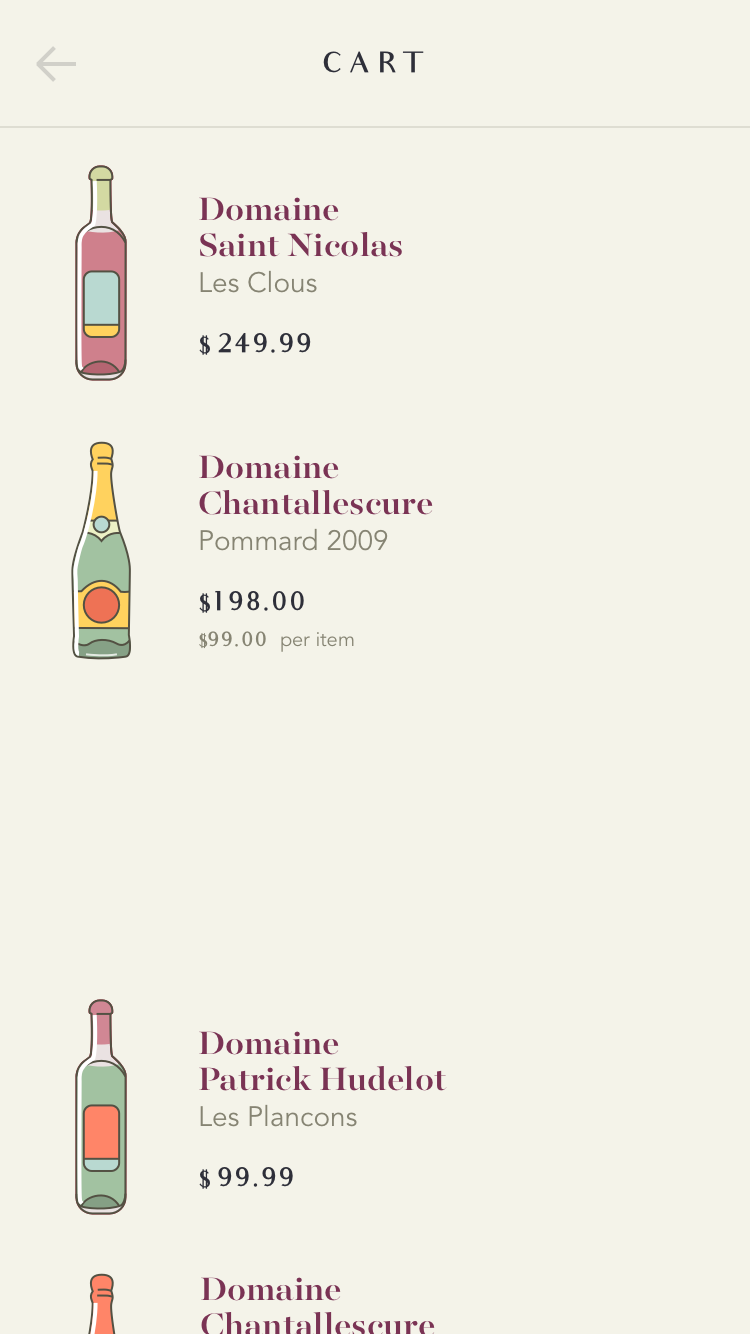 CART
Domaine
Saint Nicolas
Les Clous
$ 249.99
Domaine
Chantallescure
Pommard 2009
$198.00
$99.00 per item
Domaine
Patrick Hudelot
Les Plancons
$ 99.99
Domaine
Chantallescure